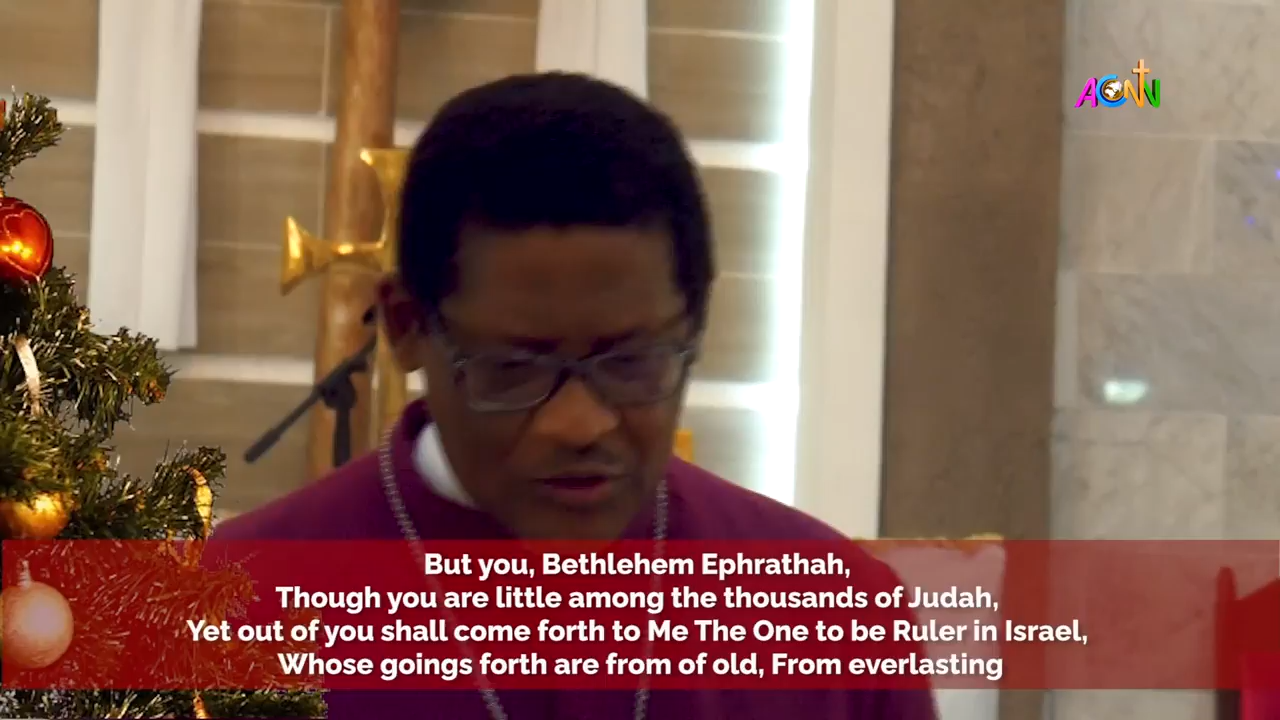 ACNN
But you, Bethlehem Ephrathah,
Though you are little among the thousands of Judah,
Yet out of you shall come forth to Me The One to be Ruler in Israel,
Whose goings forth are from of old, From everlasting